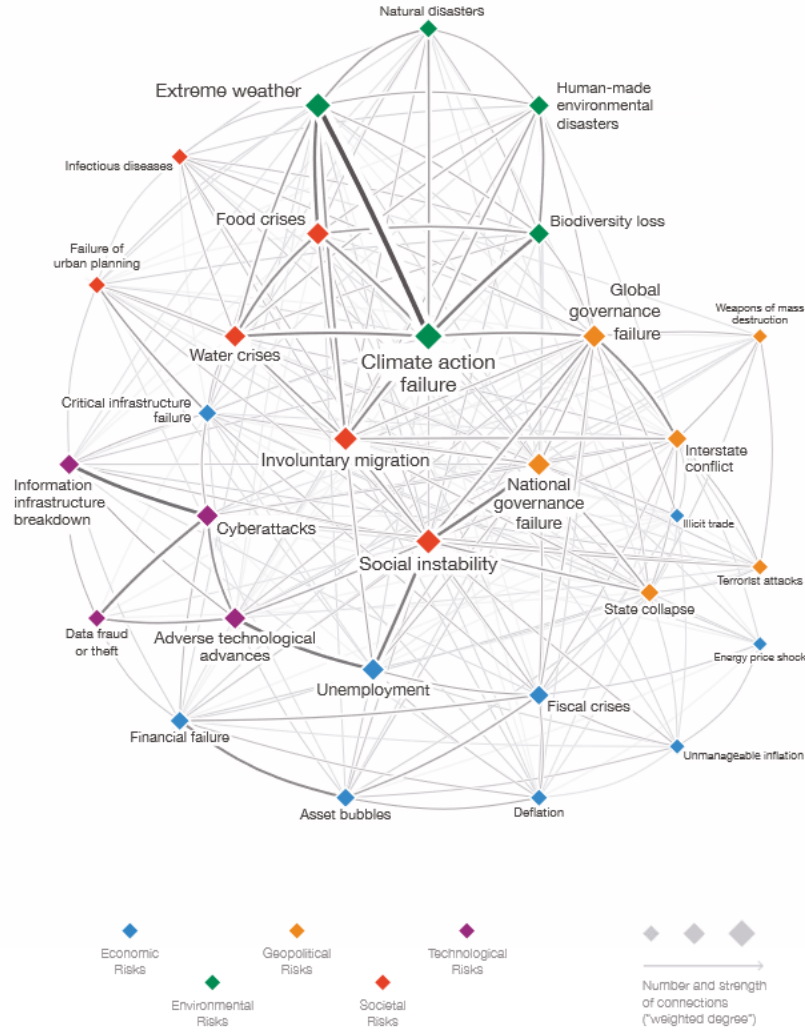 Natural disasters
Extreme weather
Human-made
environmental
disasters
Infectious diseases
Food crises
Biodiversity loss
Failure of
urban planning
Global
governance
failure
Weapons of mass
destruction
Water crises
Climate action
failure
Critical infrastructure
failure
Involuntary migration
Interstate
conflict
Information
infrastructure
breakdown
National
governance
failure
Cyberattacks
Illicit trade
Social instability
Terrorist attacks
State collapse
Data fraud
or theft
Adverse technological
advances
Energy price shock
Unemployment
Fiscal crises
Financial failure
Unmanageable inflation
Asset bubbles
Deflation
Economic
Risks
Geopolitical
Risks
Technological
Risks
Environmental
Risks
Societal
Risks
Number and strength
of connections
("weighted degree")